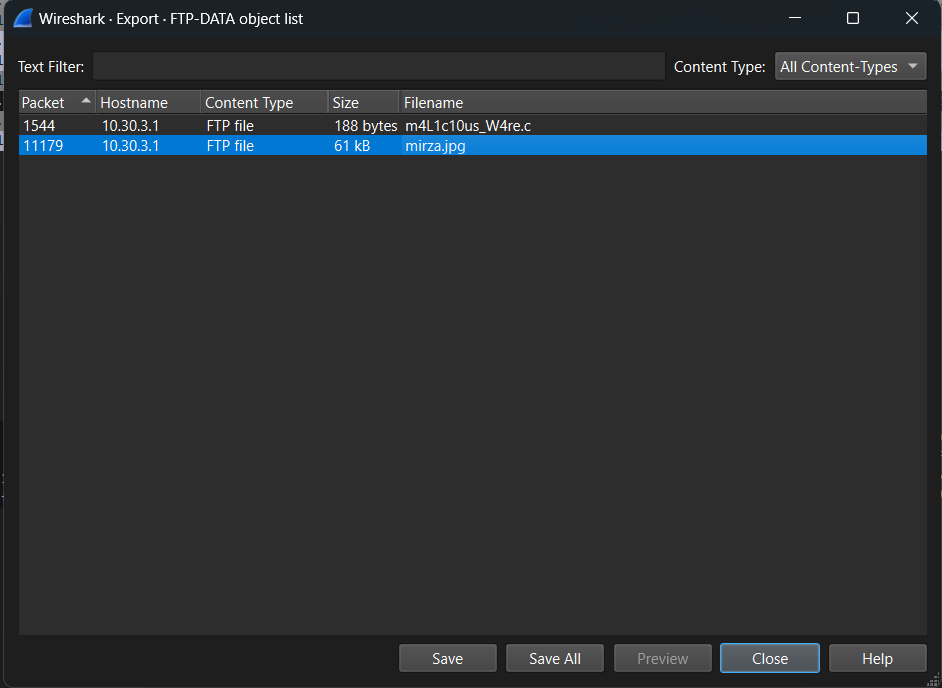 Wireshark · Export · FTP-DATA object list
Text Filter: Content Type: All Content-Types
Packet Hostname Content Type Size Filename
1544 10.30.3.1 FTP file 188 bytes m4L1c10us_W4re.c
11179 10.30.3.1 FTP file 61 kB mirza.jpg
Save Save All Preview Close Help